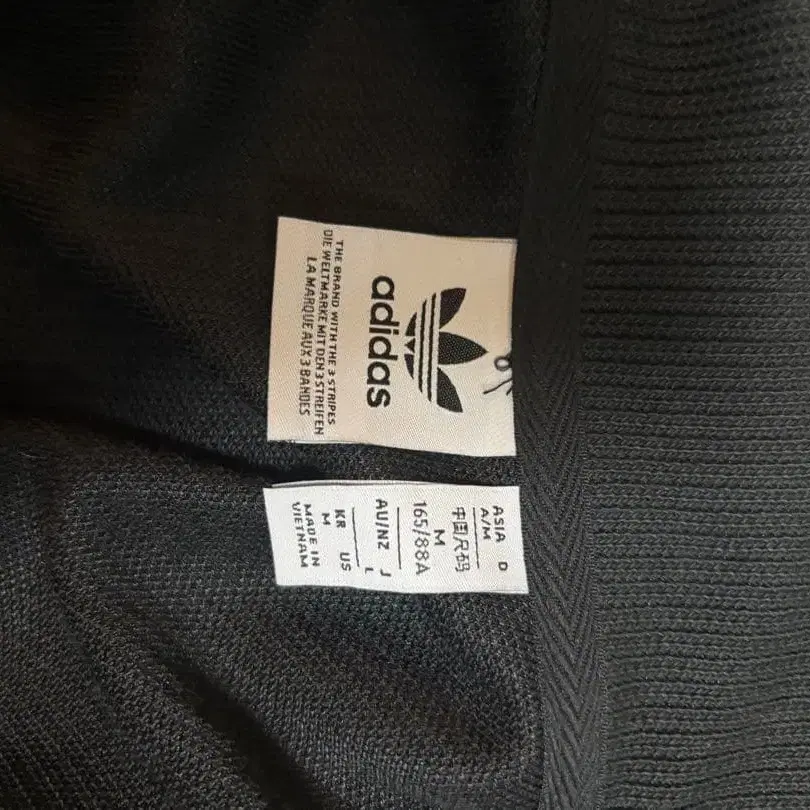 adidas
THE BRAND WITH THE 3 STRIPES
DIE WELTMARKE MIT DEN 3 STREIFEN
LA MARQUE AUX 3 BANDES
ASIA D
A/M
中国尺码
M
165/88A
AU/NZ J
L
KR US
M
MADE IN
VIETNAM